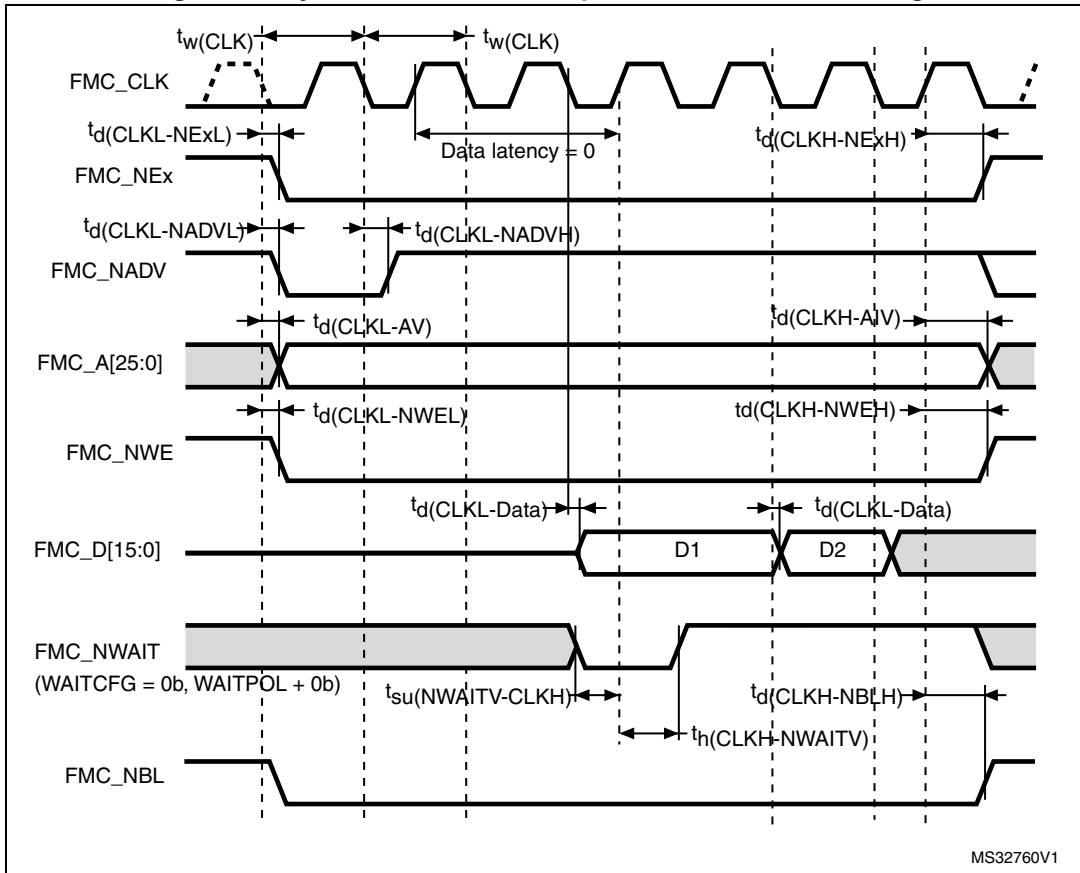 tw(CLK) tw(CLK)
FMC_CLK
td(CLKL-NExL) Data latency = 0 td(CLKH-NExH)
FMC_NEx
td(CLKL-NADVL) td(CLKL-NADVH)
FMC_NADV
td(CLKL-AV) td(CLKH-AIV)
FMC_A[25:0]
td(CLKL-NWEL) td(CLKH-NWEH)
FMC_NWE
td(CLKL-Data) td(CLKL-Data)
FMC_D[15:0] D1 D2
FMC_NWAIT
(WAITCFG = 0b, WAITPOL + 0b)
tsu(NWAITV-CLKH) td(CLKH-NBLH)
th(CLKH-NWAITV)
FMC_NBL
MS32760V1